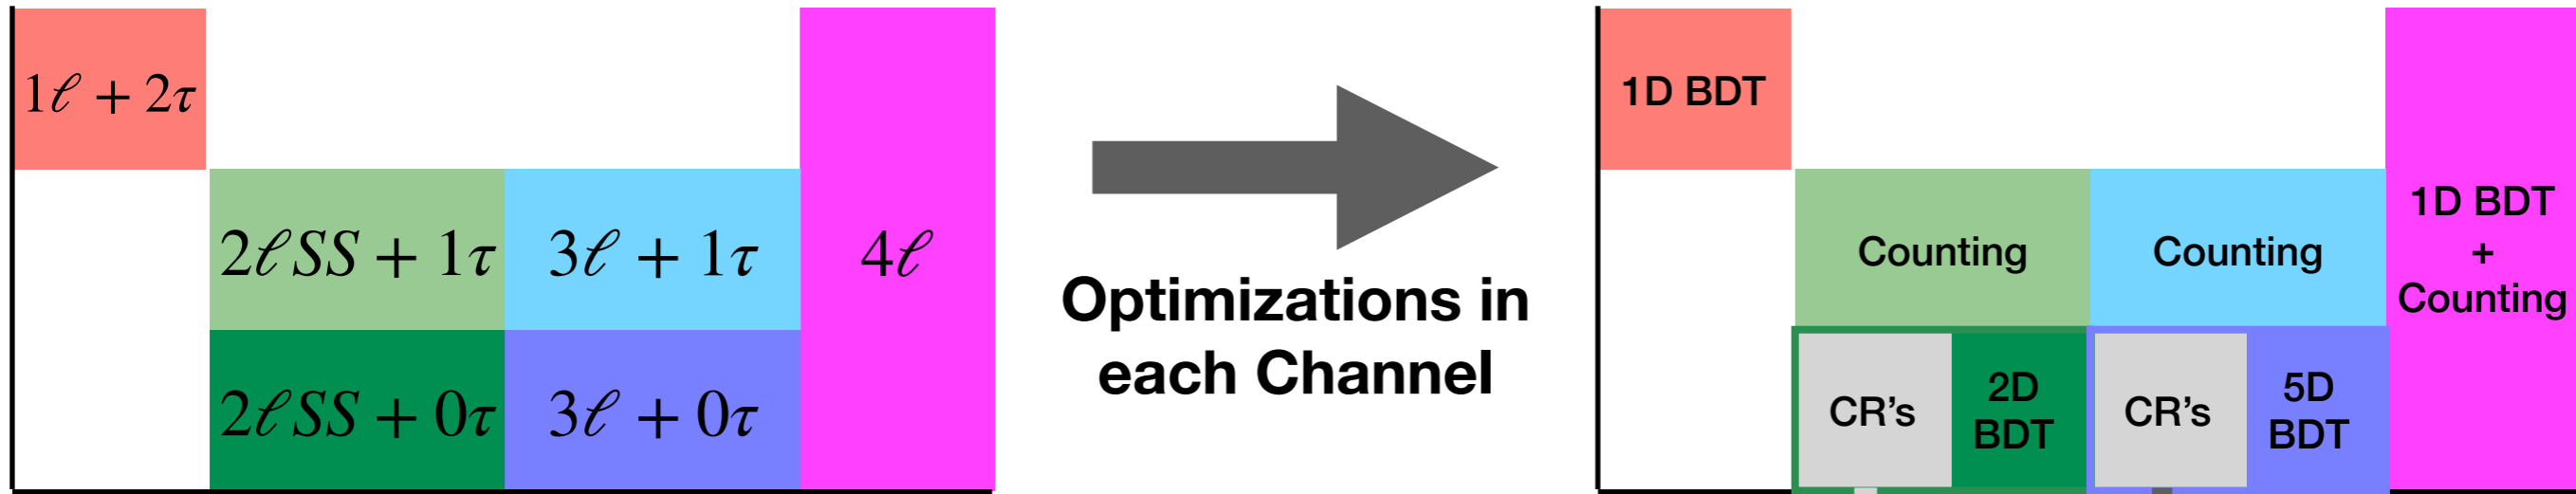 1ℓ + 2τ
2ℓSS + 1τ
3ℓ + 1τ
4ℓ
2ℓSS + 0τ
3ℓ + 0τ
Optimizations in
each Channel
1D BDT
Counting
Counting
1D BDT
+
Counting
CR's
2D
BDT
CR's
5D
BDT